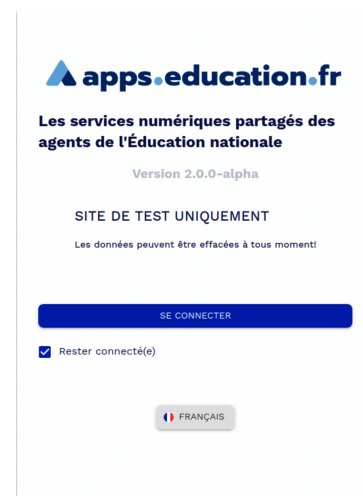 apps.education.fr
Les services numériques partagés des
agents de l'Éducation nationale
Version 2.0.0-alpha
SITE DE TEST UNIQUEMENT
Les données peuvent être effacées à tous moment!
SE CONNECTER
Rester connecté(e)
FRANÇAIS